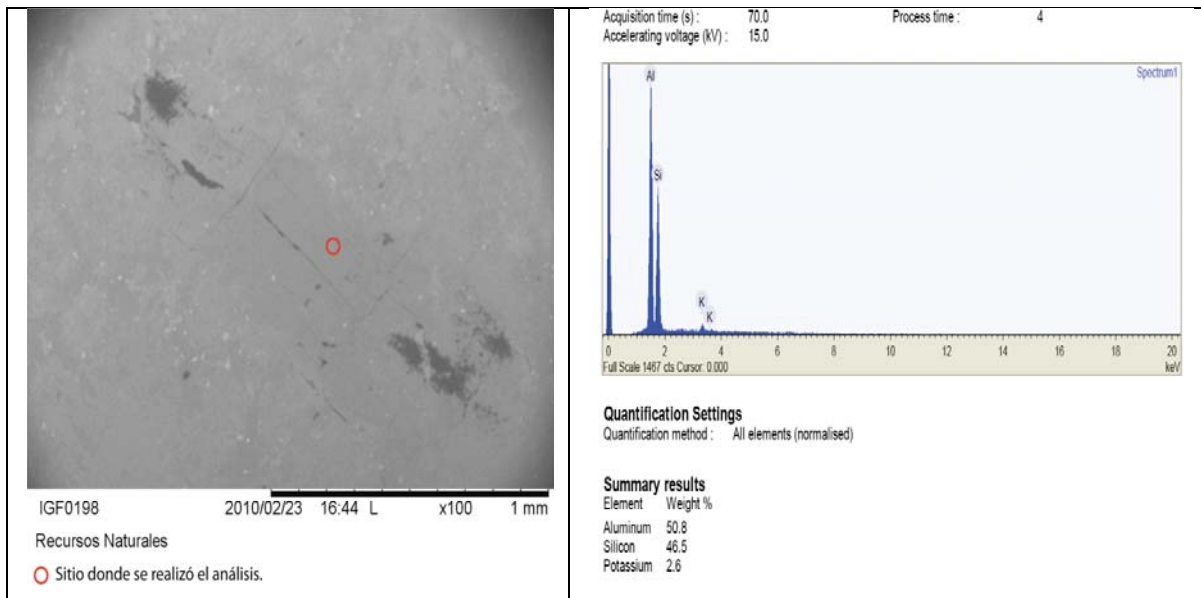 IGF0198 2010/02/23 16:44 L x100 1 mm
Recursos Naturales
Sitio donde se realizó el análisis.
Acquisition time (s) : 70.0 Process time : 4
Accelerating voltage (kV) : 15.0
Spectrum1
Al
Si
K
K
0 2 4 6 8 10 12 14 16 18 20
Full Scale 1467 cts Cursor: 0.000 keV
Quantification Settings
Quantification method : All elements (normalised)
Summary results
Element Weight %
Aluminum 50.8
Silicon 46.5
Potassium 2.6